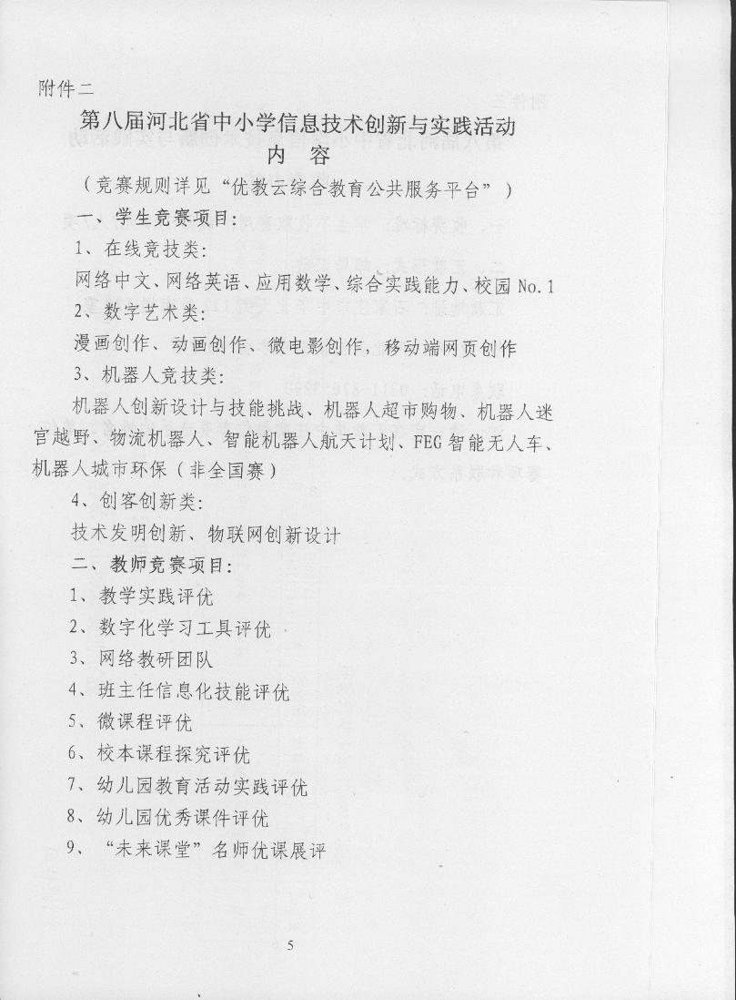 附件二
第八届河北省中小学信息技术创新与实践活动
内 容
（竞赛规则详见“优教云综合教育公共服务平台”）
一、学生竞赛项目：
1、在线竞技类：
网络中文、网络英语、应用数学、综合实践能力、校园No.1
2、数字艺术类：
漫画创作、动画创作、微电影创作，移动端网页创作
3、机器人竞技类：
机器人创新设计与技能挑战、机器人超市购物、机器人迷
宫越野、物流机器人、智能机器人航天计划、FEG智能无人车、
机器人城市环保（非全国赛）
4、创客创新类：
技术发明创新、物联网创新设计
二、教师竞赛项目：
1、教学实践评优
2、数字化学习工具评优
3、网络教研团队
4、班主任信息化技能评优
5、微课程评优
6、校本课程探究评优
7、幼儿园教育活动实践评优
8、幼儿园优秀课件评优
9、“未来课堂”名师优课展评
5